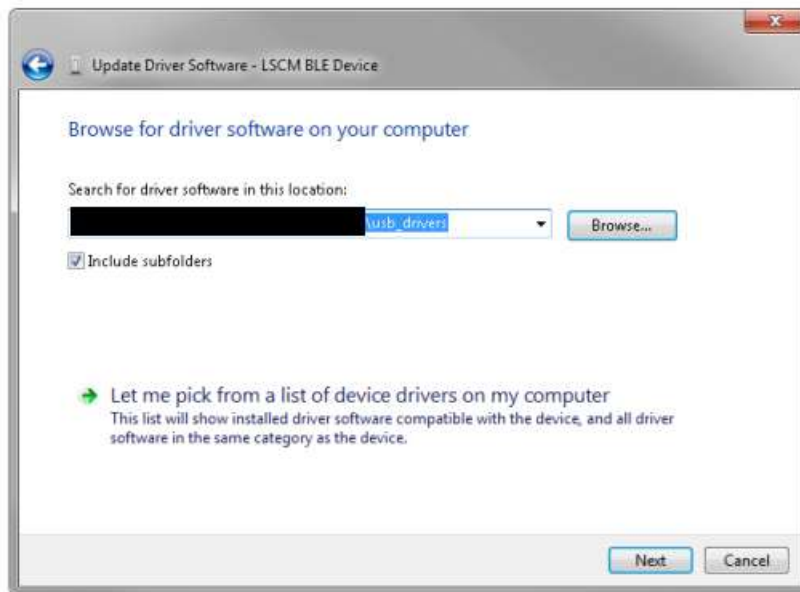 Update Driver Software - LSCM BLE Device
Browse for driver software on your computer
Search for driver software in this location:
\usb_drivers
Browse...
Include subfolders
Let me pick from a list of device drivers on my computer
This list will show installed driver software compatible with the device, and all driver
software in the same category as the device.
Next
Cancel